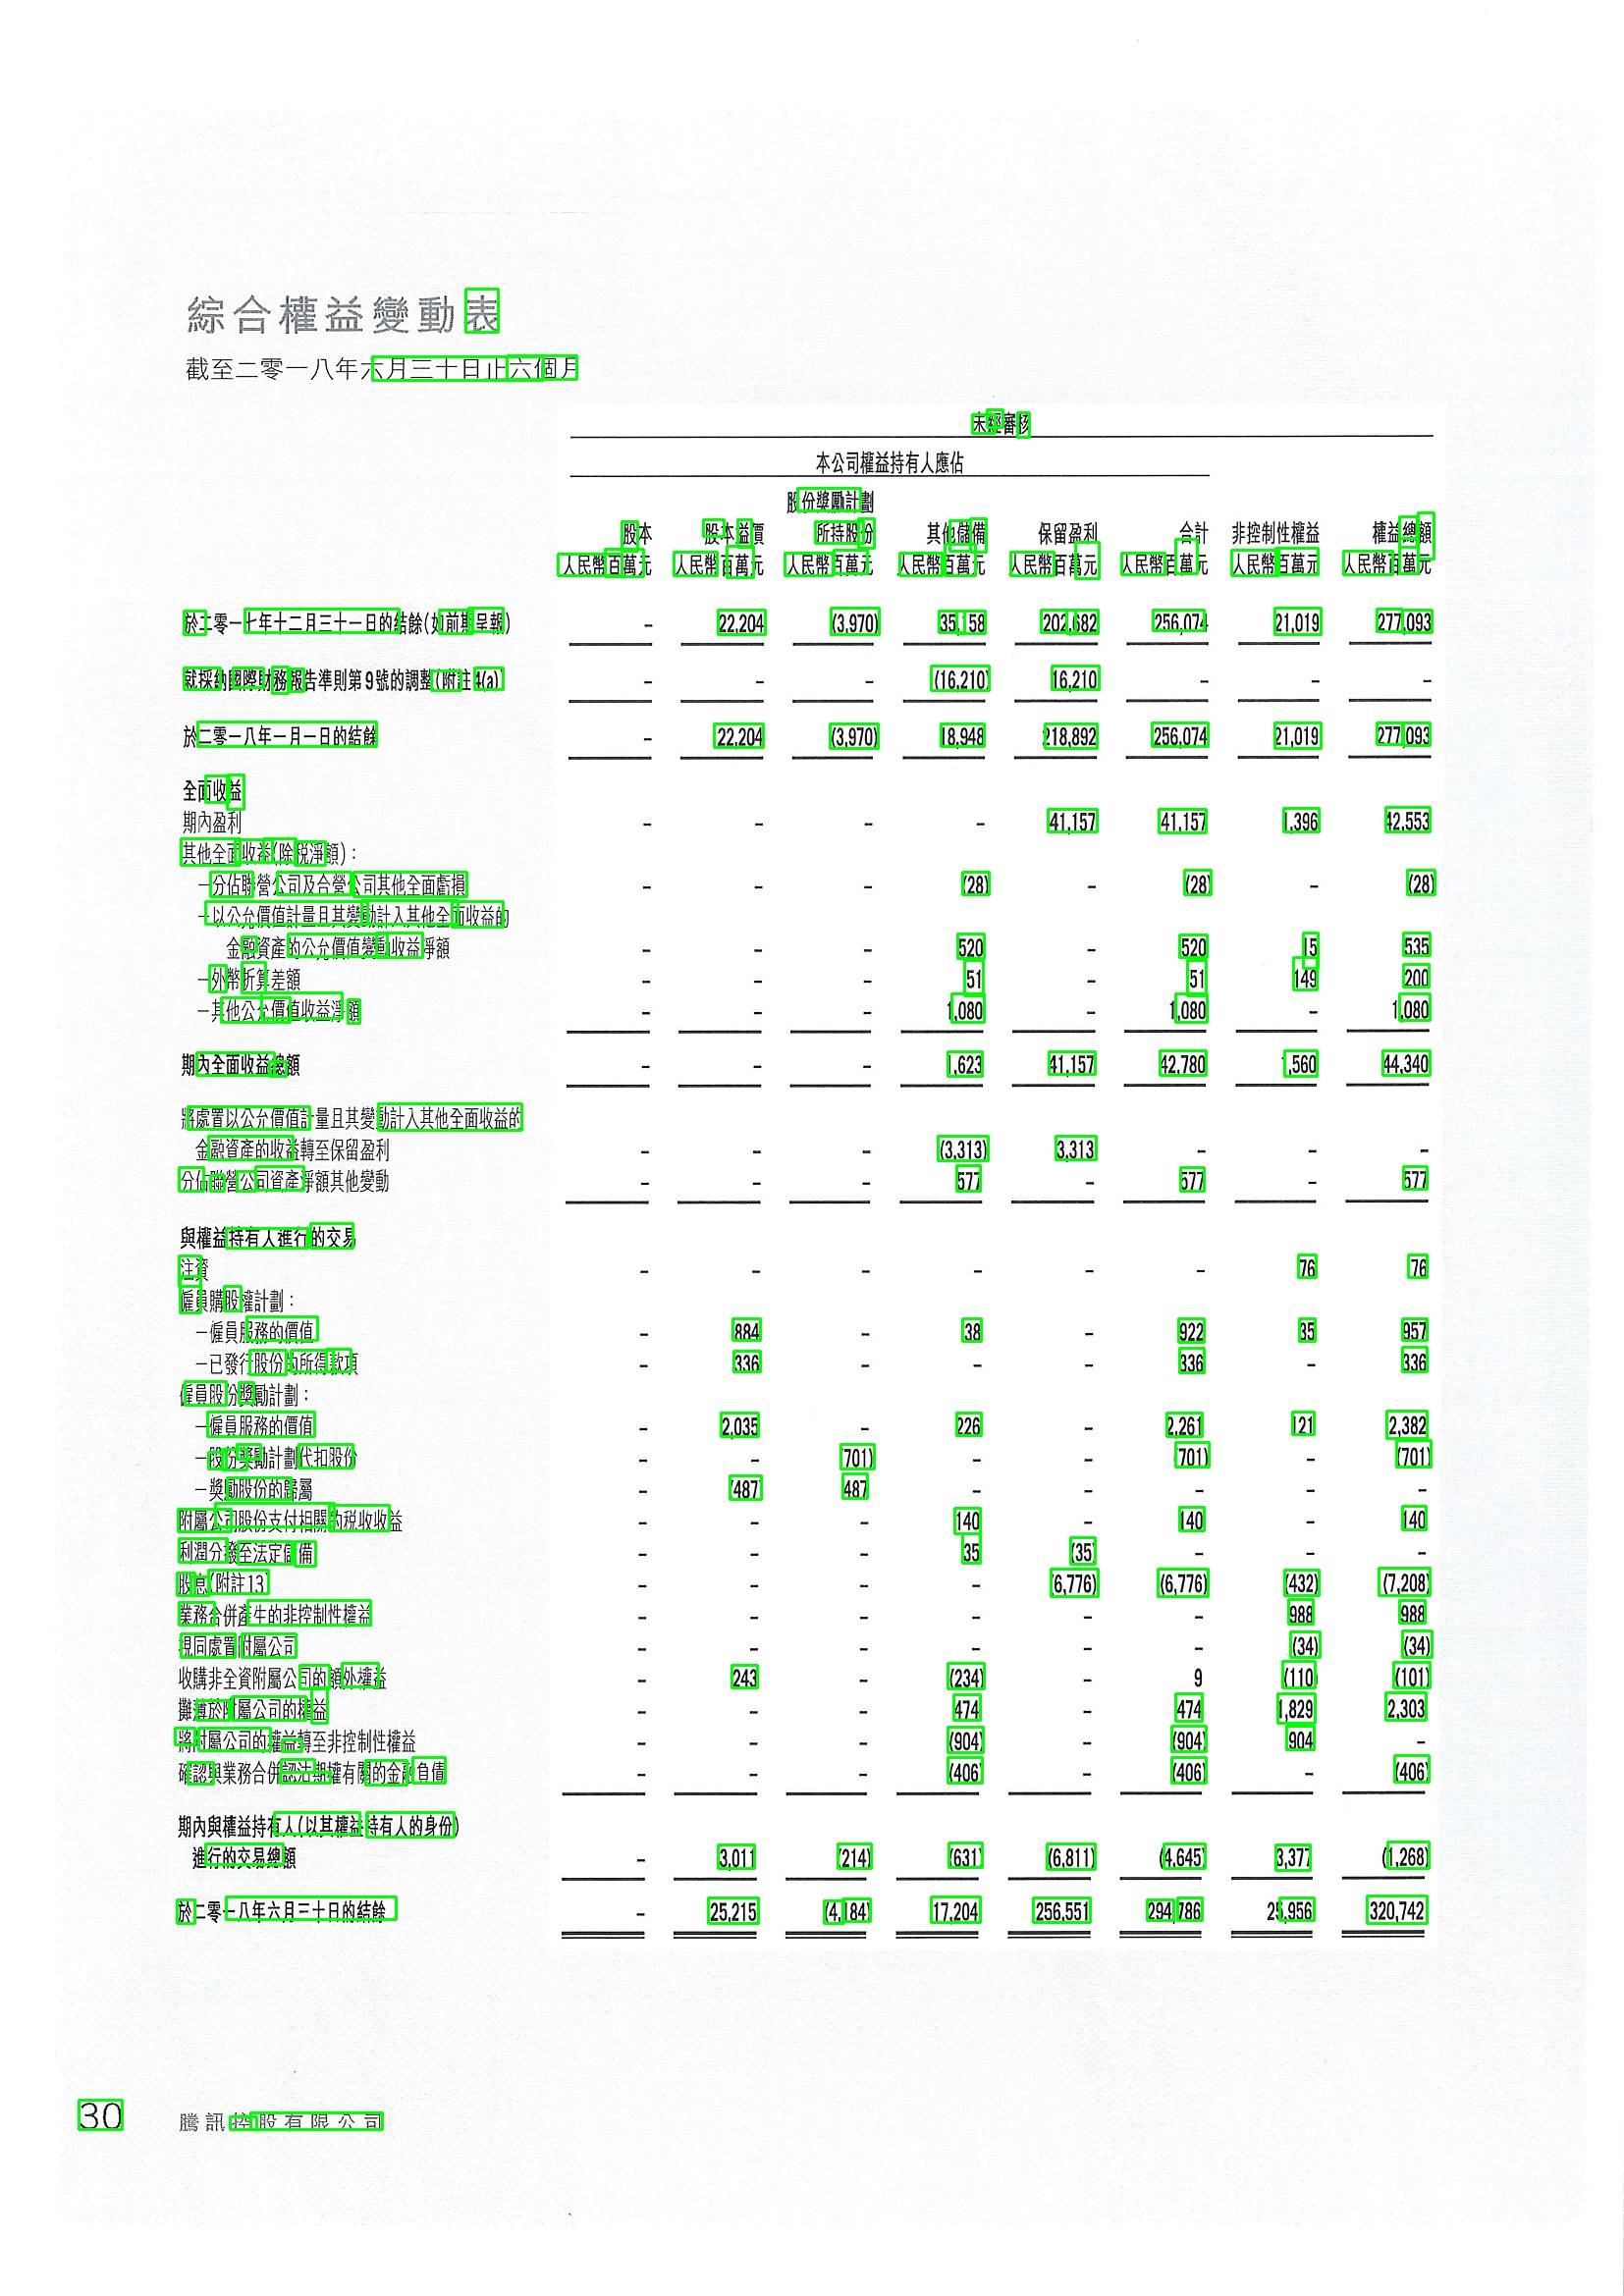 綜合權益變動表
截至二零一八年六月三十日止六個月
未經審核
本公司權益持有人應佔
股份獎勵計劃
股本 股本溢價 所持股份 其他儲備 保留盈利 合計 非控制性權益 權益總額
人民幣百萬元 人民幣百萬元 人民幣百萬元 人民幣百萬元 人民幣百萬元 人民幣百萬元 人民幣百萬元 人民幣百萬元
於二零一七年十二月三十一日的結餘(如前期呈報) – 22,204 (3,970) 35,158 202,682 256,074 21,019 277,093
就採納國際財務報告準則第9號的調整(附註4(a)) – – – (16,210) 16,210 – – –
於二零一八年一月一日的結餘 – 22,204 (3,970) 18,948 218,892 256,074 21,019 277,093
全面收益
期內盈利 – – – – 41,157 41,157 1,396 42,553
其他全面收益(除稅淨額)：
－分佔聯營公司及合營公司其他全面虧損 – – – (28) – (28) – (28)
－以公允價值計量且其變動計入其他全面收益的
金融資產的公允價值變動收益淨額 – – – 520 – 520 15 535
－外幣折算差額 – – – 51 – 51 149 200
－其他公允價值收益淨額 – – – 1,080 – 1,080 – 1,080
期內全面收益總額 – – – 1,623 41,157 42,780 1,560 44,340
將處置以公允價值計量且其變動計入其他全面收益的
金融資產的收益轉至保留盈利 – – – (3,313) 3,313 – – –
分佔聯營公司資產淨額其他變動 – – – 577 – 577 – 577
與權益持有人進行的交易
注資 – – – – – – 76 76
僱員購股權計劃：
－僱員服務的價值 – 884 – 38 – 922 35 957
－已發行股份的所得款項 – 336 – – – 336 – 336
僱員股份獎勵計劃：
－僱員服務的價值 – 2,035 – 226 – 2,261 121 2,382
－股份獎勵計劃代扣股份 – – (701) – – (701) – (701)
－獎勵股份的歸屬 – (487) 487 – – – – –
附屬公司股份支付相關的稅收收益 – – – 140 – 140 – 140
利潤分撥至法定儲備 – – – 35 (35) – – –
股息(附註13) – – – – (6,776) (6,776) (432) (7,208)
業務合併產生的非控制性權益 – – – – – – 988 988
視同處置附屬公司 – – – – – – (34) (34)
收購非全資附屬公司的額外權益 – 243 – (234) – 9 (110) (101)
攤薄於附屬公司的權益 – – – 474 – 474 1,829 2,303
將附屬公司的權益轉至非控制性權益 – – – (904) – (904) 904 –
確認與業務合併認沽期權有關的金融負債 – – – (406) – (406) – (406)
期內與權益持有人(以其權益持有人的身份)
進行的交易總額 – 3,011 (214) (631) (6,811) (4,645) 3,377 (1,268)
於二零一八年六月三十日的結餘 – 25,215 (4,184) 17,204 256,551 294,786 25,956 320,742
30 騰訊控股有限公司